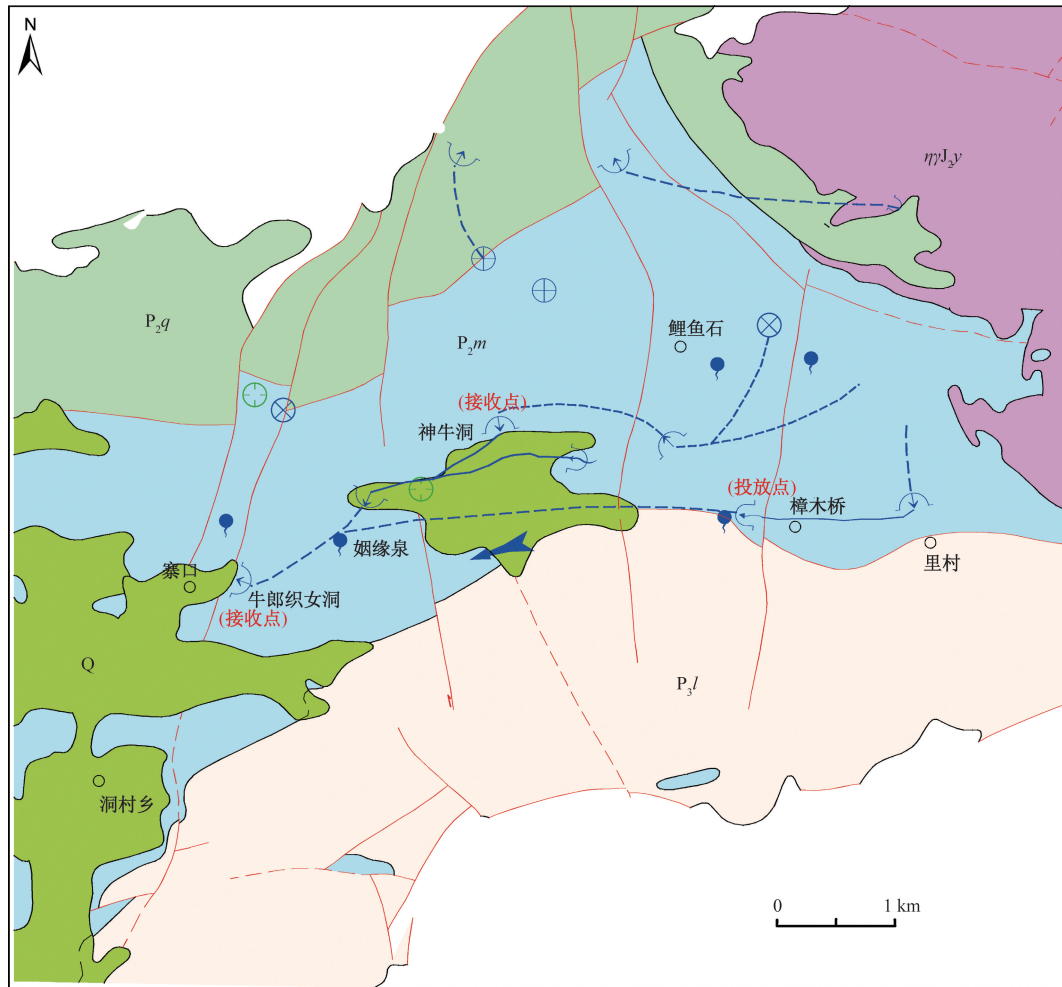 N
ηγJ₂y
P₂q
鲤鱼石
P₂m
(接收点)
神牛洞
(投放点)
樟木桥
姻缘泉
里村
寨口
牛郎织女洞
(接收点)
Q
P₃l
洞村乡
0 1 km